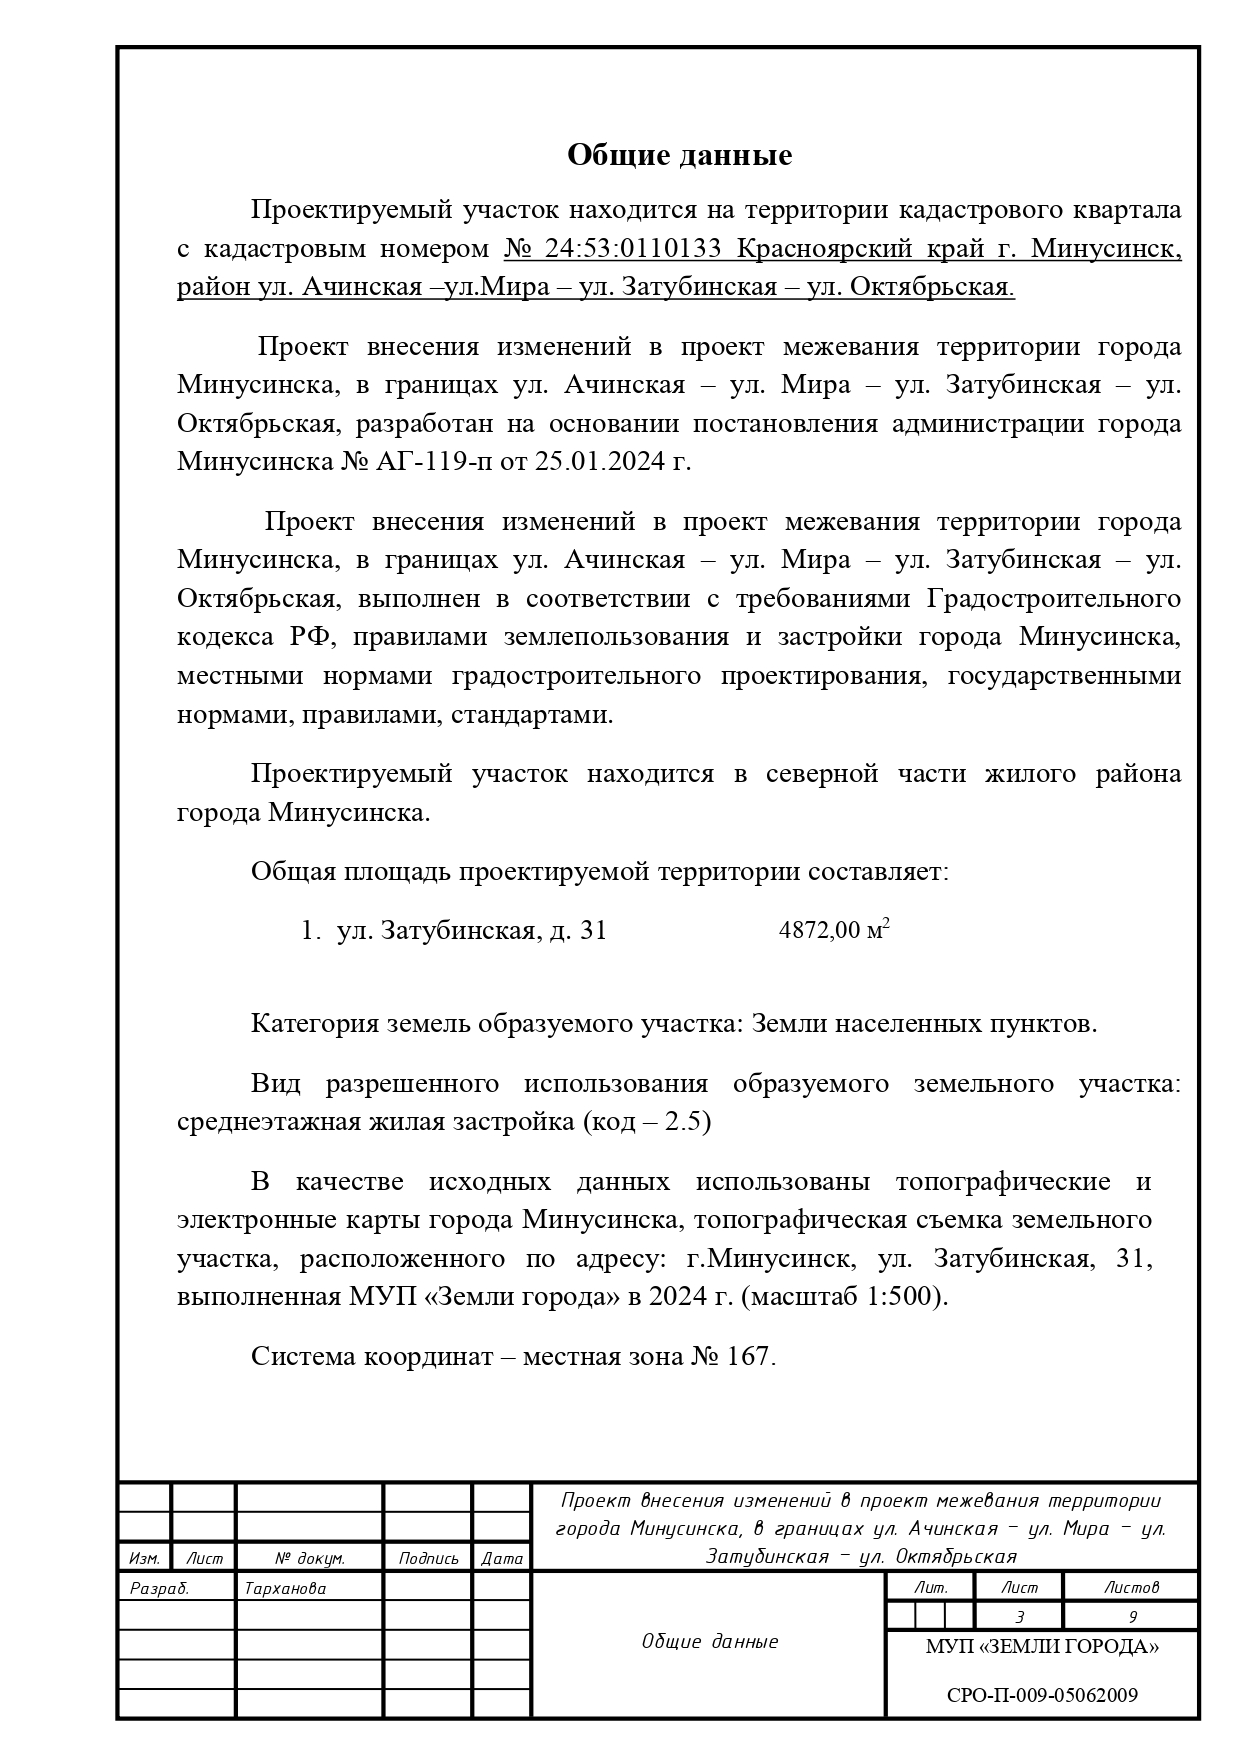 Общие данные
Проектируемый участок находится на территории кадастрового квартала
с кадастровым номером № 24:53:0110133 Красноярский край г. Минусинск,
район ул. Ачинская –ул.Мира – ул. Затубинская – ул. Октябрьская.
Проект внесения изменений в проект межевания территории города
Минусинска, в границах ул. Ачинская – ул. Мира – ул. Затубинская – ул.
Октябрьская, разработан на основании постановления администрации города
Минусинска № АГ-119-п от 25.01.2024 г.
Проект внесения изменений в проект межевания территории города
Минусинска, в границах ул. Ачинская – ул. Мира – ул. Затубинская – ул.
Октябрьская, выполнен в соответствии с требованиями Градостроительного
кодекса РФ, правилами землепользования и застройки города Минусинска,
местными нормами градостроительного проектирования, государственными
нормами, правилами, стандартами.
Проектируемый участок находится в северной части жилого района
города Минусинска.
Общая площадь проектируемой территории составляет:
1. ул. Затубинская, д. 31 4872,00 м²
Категория земель образуемого участка: Земли населенных пунктов.
Вид разрешенного использования образуемого земельного участка:
среднеэтажная жилая застройка (код – 2.5)
В качестве исходных данных использованы топографические и
электронные карты города Минусинска, топографическая съемка земельного
участка, расположенного по адресу: г.Минусинск, ул. Затубинская, 31,
выполненная МУП «Земли города» в 2024 г. (масштаб 1:500).
Система координат – местная зона № 167.
Проект внесения изменений в проект межевания территории
города Минусинска, в границах ул. Ачинская – ул. Мира – ул.
Затубинская – ул. Октябрьская
Изм. Лист № докум. Подпись Дата
Разраб. Тарханова
Общие данные
Лит. Лист Листов
3 9
МУП «ЗЕМЛИ ГОРОДА»
СРО-П-009-05062009